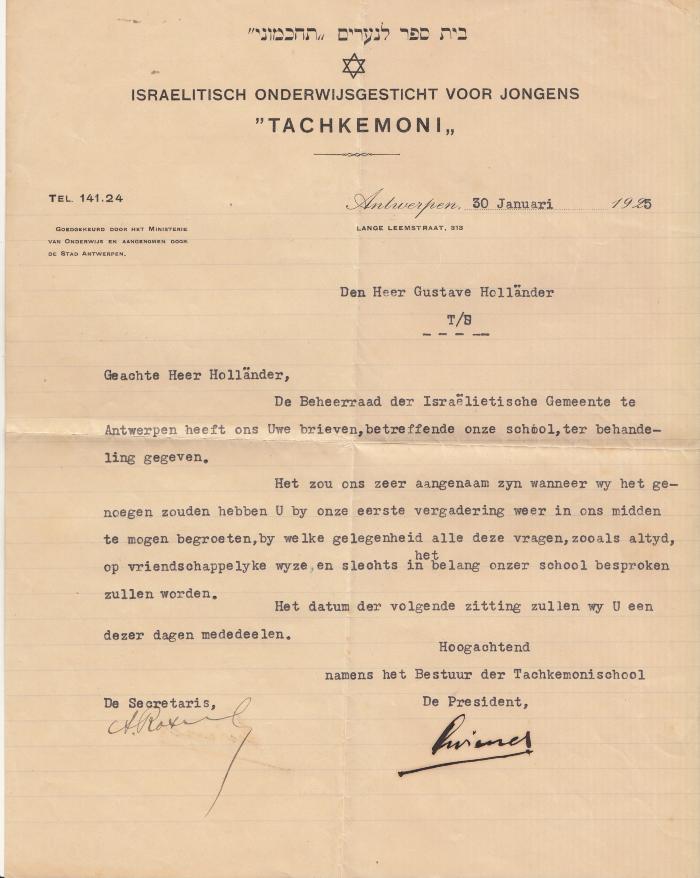 בית ספר לנערים „תחכמוני”
ISRAELITISCH ONDERWIJSGESTICHT VOOR JONGENS
”TACHKEMONI„
TEL. 141.24
Antwerpen, 30 Januari 1925
LANGE LEEMSTRAAT, 313
GOEDGEKEURD DOOR HET MINISTERIE
VAN ONDERWIJS EN AANGENOMEN DOOR
DE STAD ANTWERPEN.
Den Heer Gustave Holländer
T/S
Geachte Heer Holländer,
De Beheerraad der Israëlietische Gemeente te
Antwerpen heeft ons Uwe brieven,betreffende onze school,ter behande-
ling gegeven.
Het zou ons zeer aangenaam zyn wanneer wy het ge-
noegen zouden hebben U by onze eerste vergadering weer in ons midden
te mogen begroeten,by welke gelegenheid alle deze vragen,zooals altyd,
op vriendschappelyke wyze,en slechts in het belang onzer school besproken
zullen worden.
Het datum der volgende zitting zullen wy U een
dezer dagen mededeelen.
Hoogachtend
namens het Bestuur der Tachkemonischool
De Secretaris, De President,